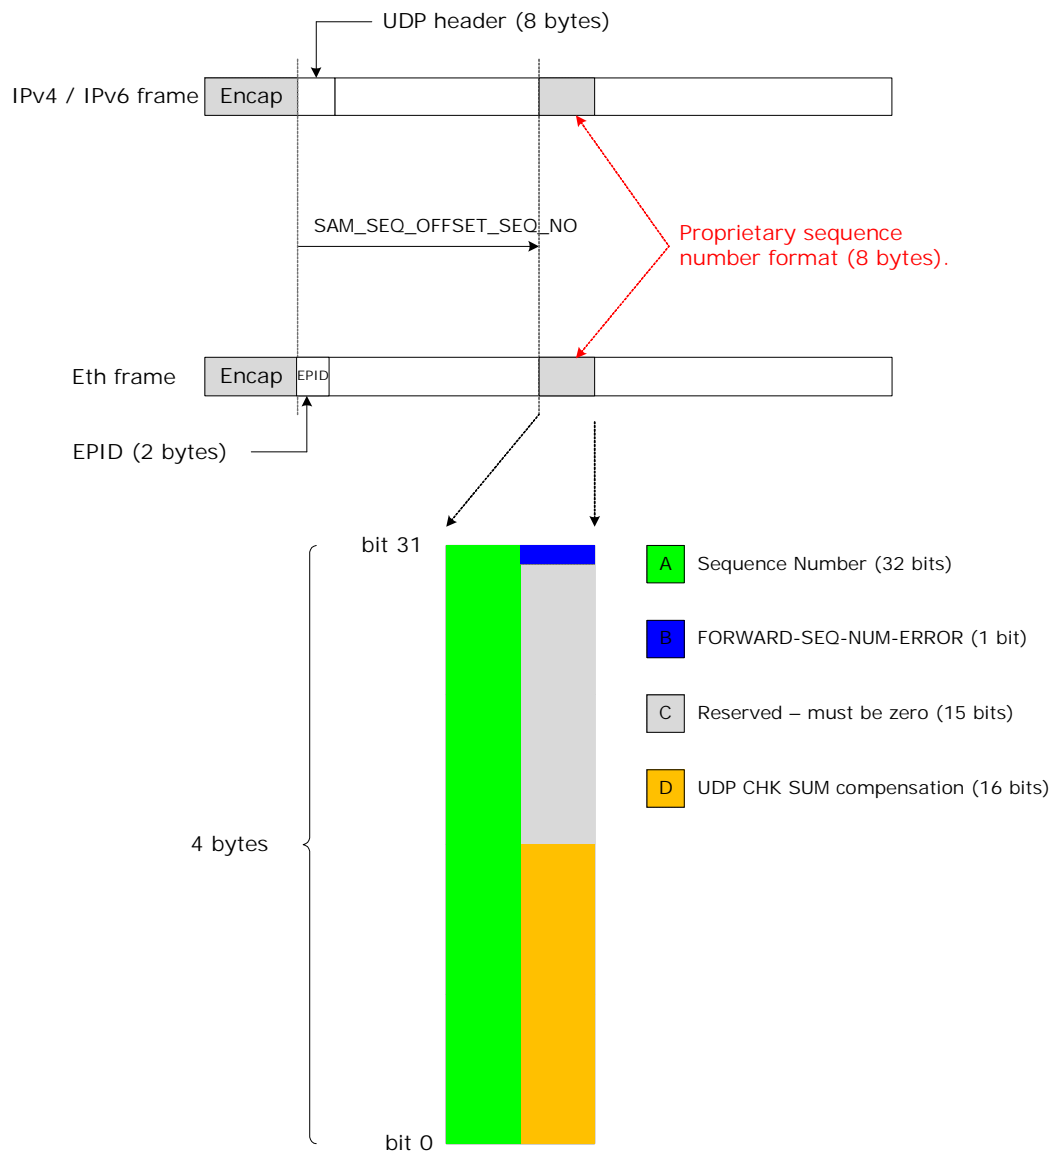 UDP header (8 bytes)
IPv4 / IPv6 frame
Encap
SAM_SEQ_OFFSET_SEQ_NO
Proprietary sequence
number format (8 bytes).
Eth frame
Encap
EPID
EPID (2 bytes)
bit 31
A
Sequence Number (32 bits)
B
FORWARD-SEQ-NUM-ERROR (1 bit)
C
Reserved – must be zero (15 bits)
D
UDP CHK SUM compensation (16 bits)
4 bytes
bit 0